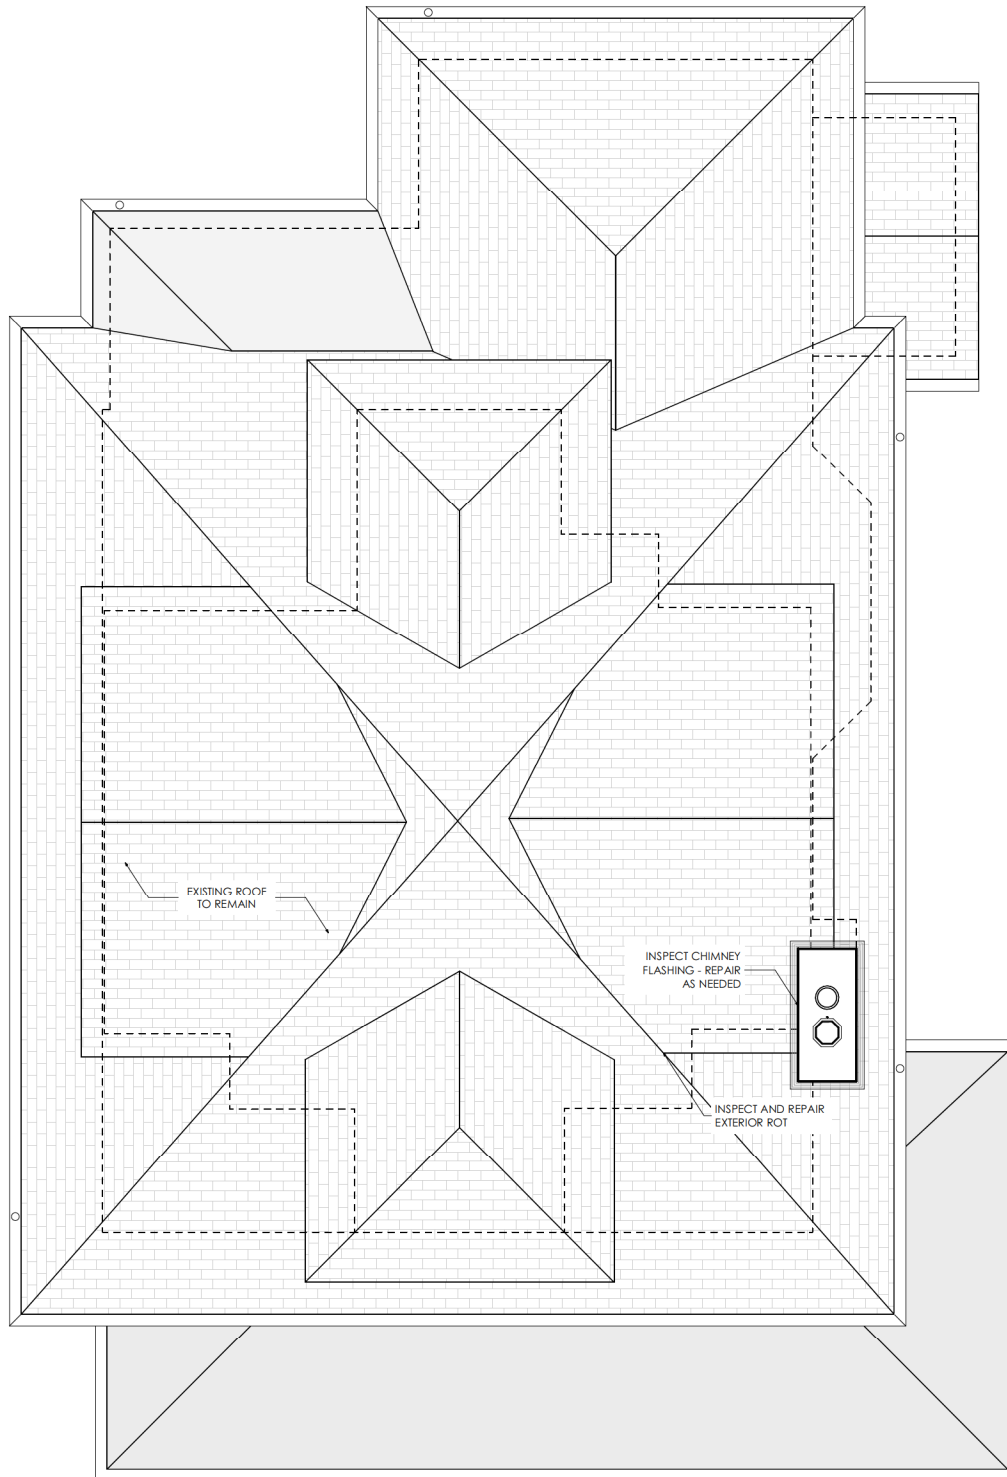 EXISTING ROOF
TO REMAIN
INSPECT CHIMNEY
FLASHING - REPAIR
AS NEEDED
INSPECT AND REPAIR
EXTERIOR ROT